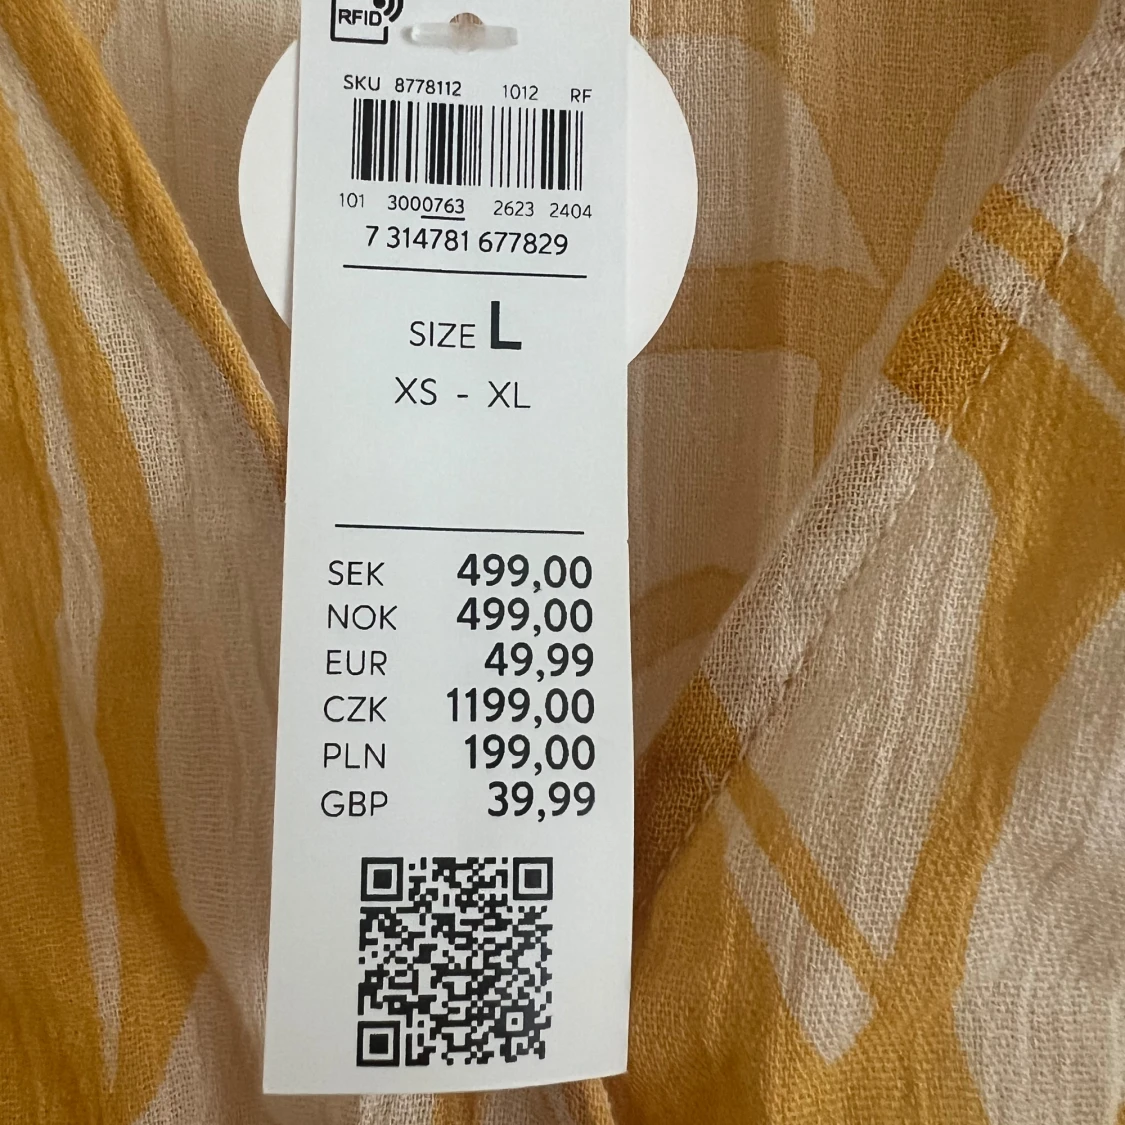 RFID
SKU 8778112 1012 RF
101 3000763 2623 2404
7 314781 677829
SIZE L
XS - XL
SEK 499,00
NOK 499,00
EUR 49,99
CZK 1199,00
PLN 199,00
GBP 39,99